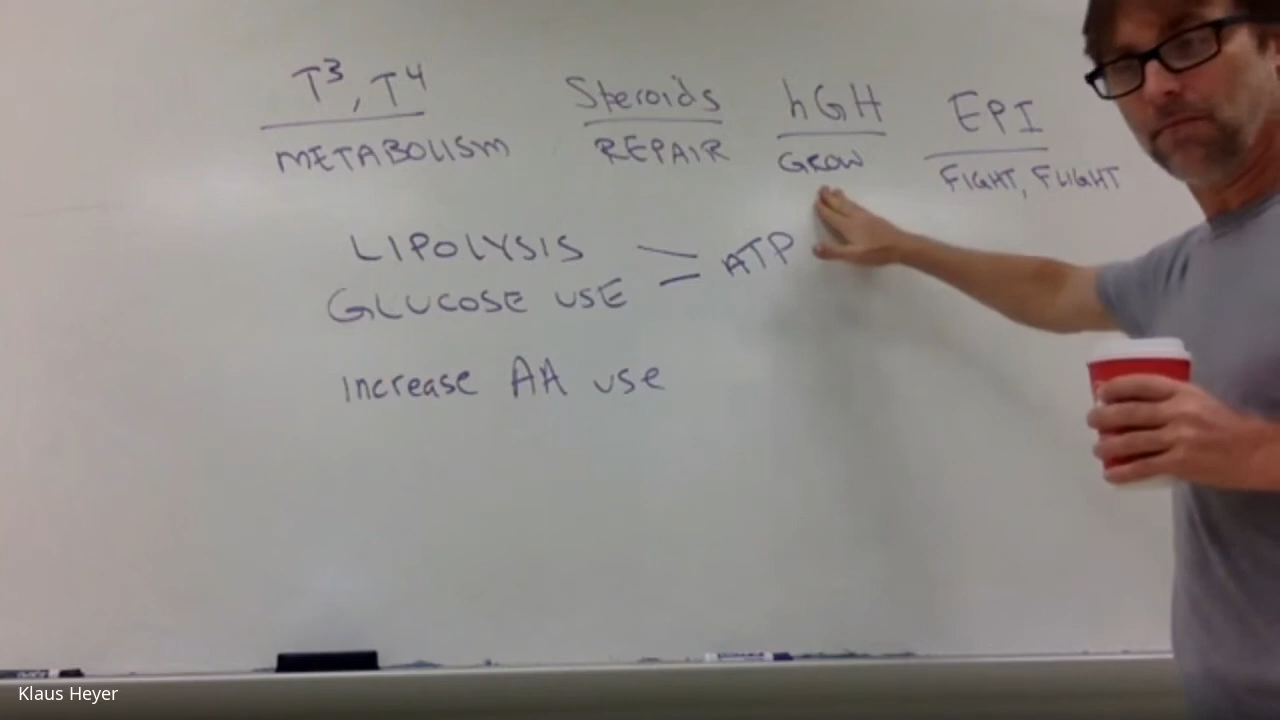 T³, T⁴
METABOLISM
Steroids
REPAIR
hGH
GROW
EPI
FIGHT, FLIGHT
LIPOLYSIS
GLUCOSE USE
= ATP
increase AA use
Klaus Heyer